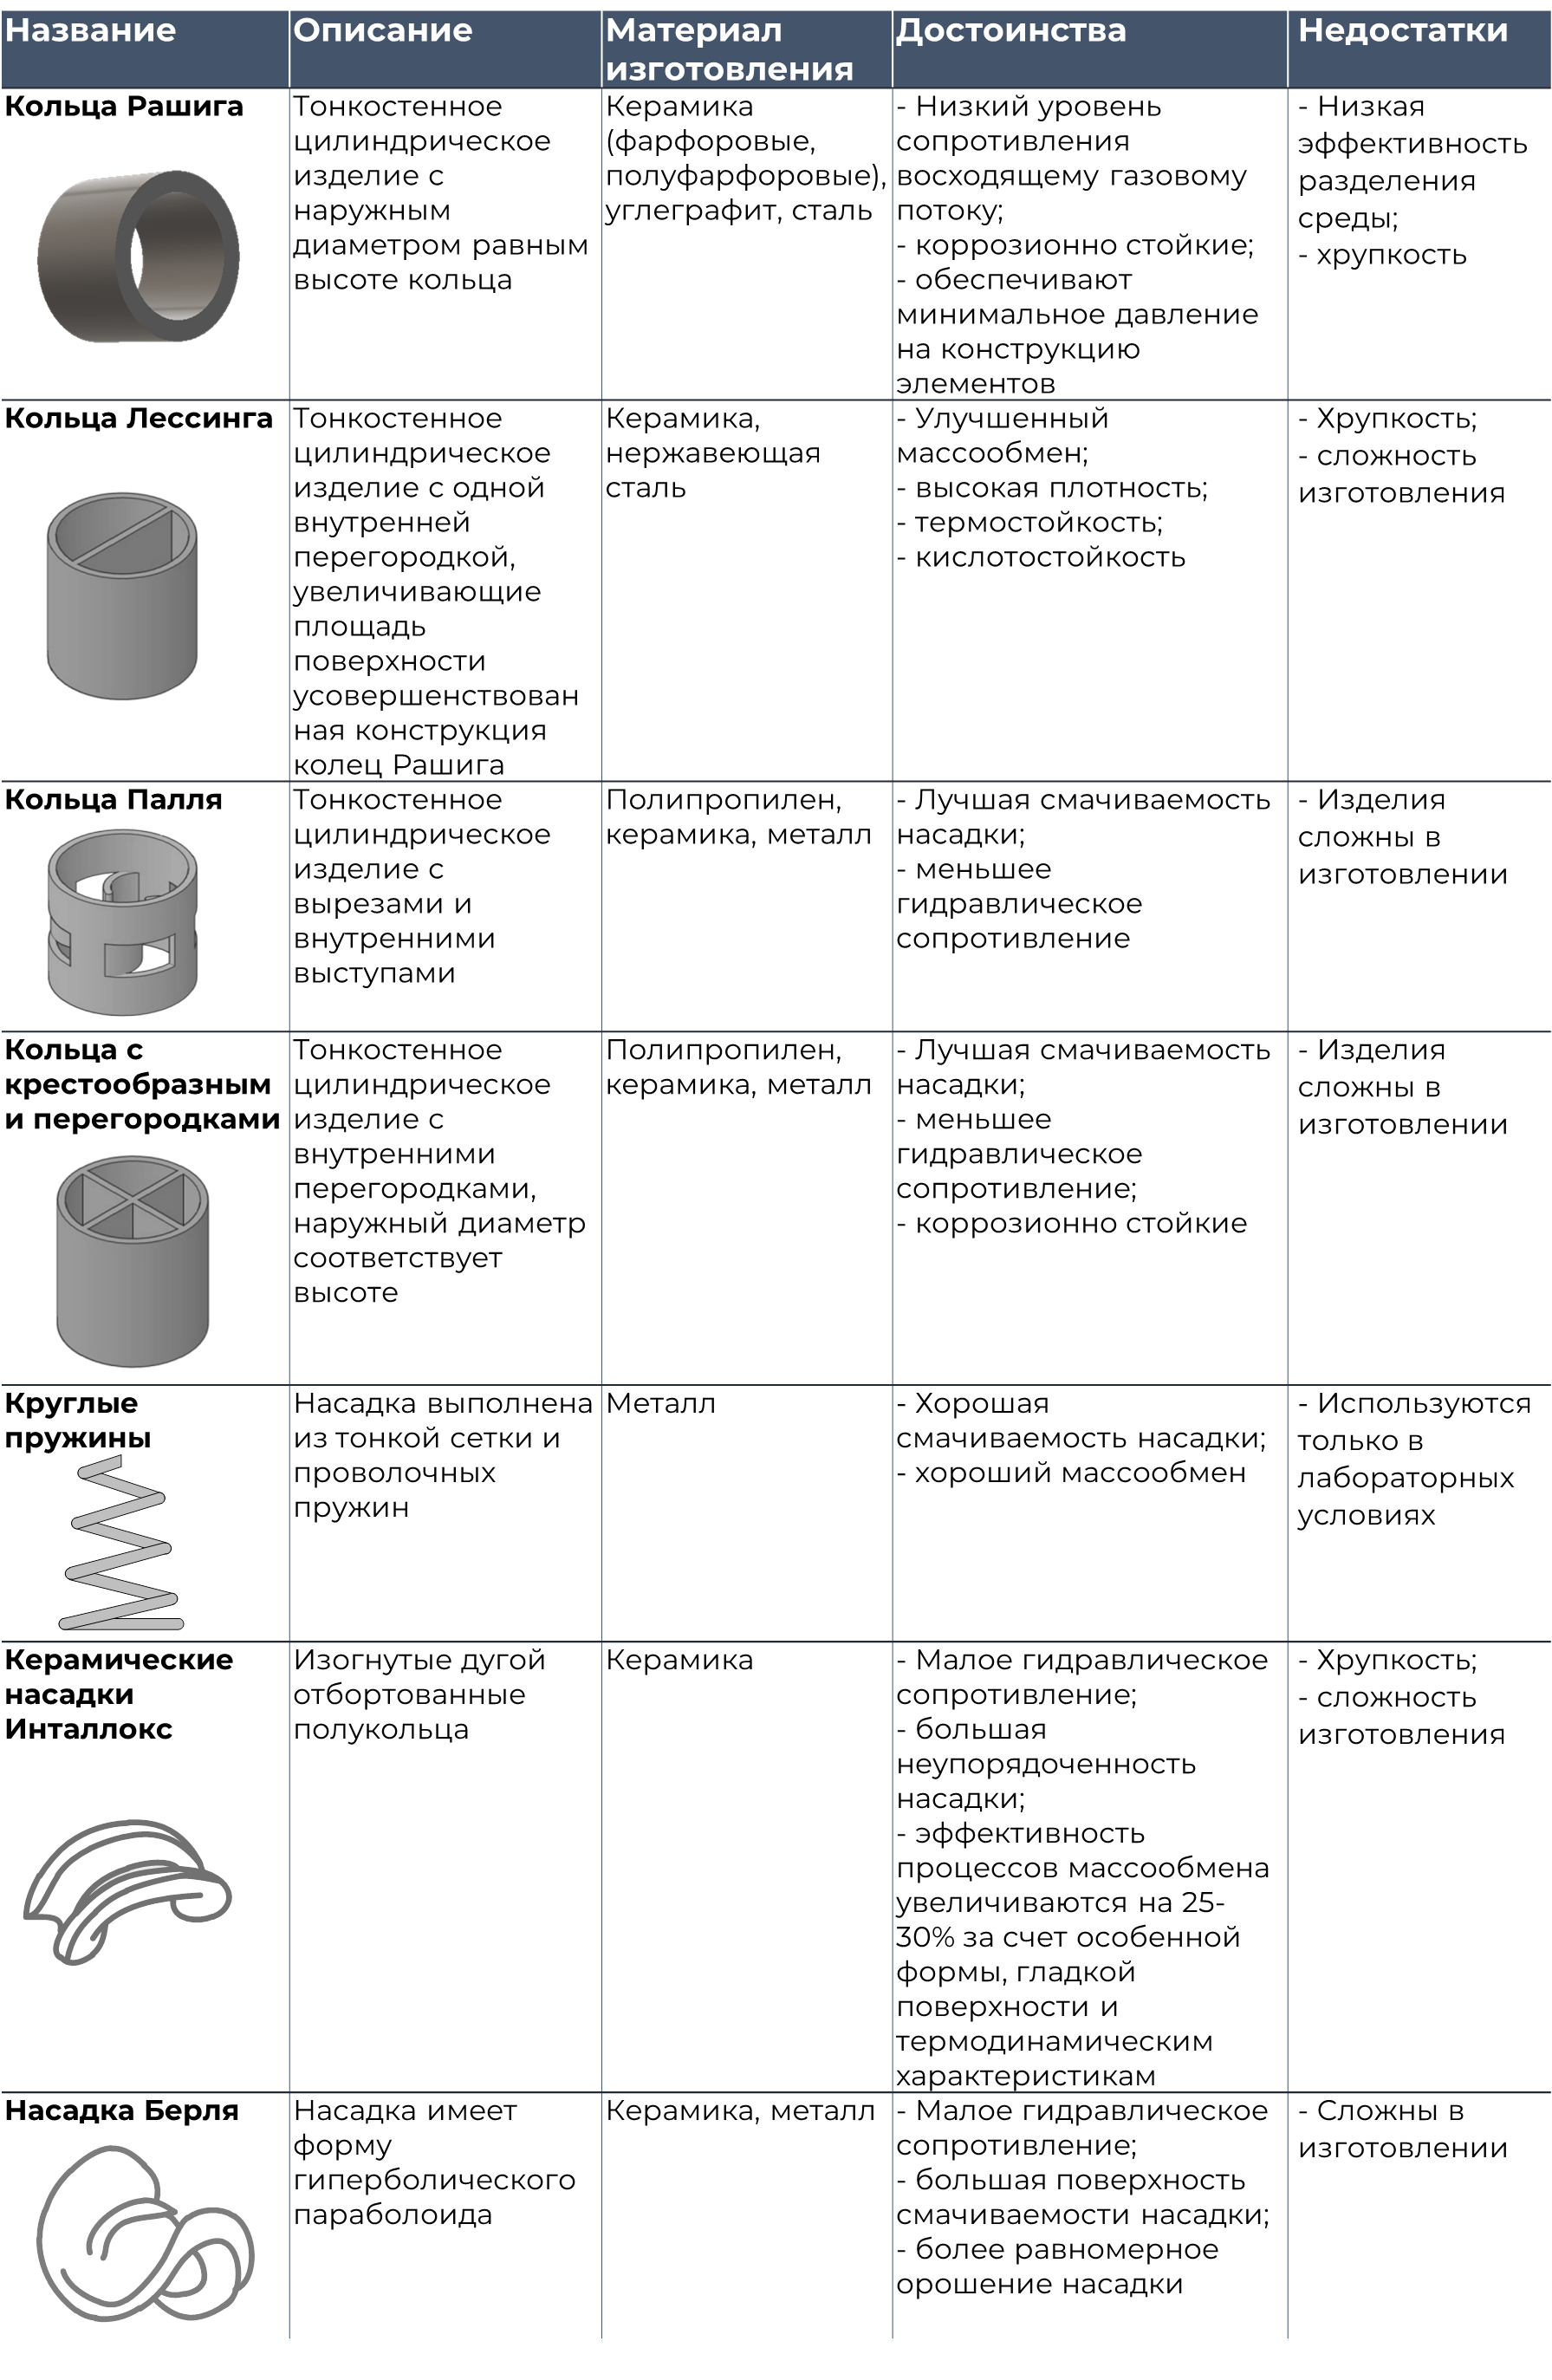 Название
Описание
Материал
изготовления
Достоинства
Недостатки
Кольца Рашига
Тонкостенное
цилиндрическое
изделие с
наружным
диаметром равным
высоте кольца
Керамика
(фарфоровые,
полуфарфоровые),
углеграфит, сталь
- Низкий уровень
сопротивления
восходящему газовому
потоку;
- коррозионно стойкие;
- обеспечивают
минимальное давление
на конструкцию
элементов
- Низкая
эффективность
разделения
среды;
- хрупкость
Кольца Лессинга
Тонкостенное
цилиндрическое
изделие с одной
внутренней
перегородкой,
увеличивающие
площадь
поверхности
усовершенствован
ная конструкция
колец Рашига
Керамика,
нержавеющая
сталь
- Улучшенный
массообмен;
- высокая плотность;
- термостойкость;
- кислотостойкость
- Хрупкость;
- сложность
изготовления
Кольца Палля
Тонкостенное
цилиндрическое
изделие с
вырезами и
внутренними
выступами
Полипропилен,
керамика, металл
- Лучшая смачиваемость
насадки;
- меньшее
гидравлическое
сопротивление
- Изделия
сложны в
изготовлении
Кольца с
крестообразным
и перегородками
Тонкостенное
цилиндрическое
изделие с
внутренними
перегородками,
наружный диаметр
соответствует
высоте
Полипропилен,
керамика, металл
- Лучшая смачиваемость
насадки;
- меньшее
гидравлическое
сопротивление;
- коррозионно стойкие
- Изделия
сложны в
изготовлении
Круглые
пружины
Насадка выполнена
из тонкой сетки и
проволочных
пружин
Металл
- Хорошая
смачиваемость насадки;
- хороший массообмен
- Используются
только в
лабораторных
условиях
Керамические
насадки
Инталлокс
Изогнутые дугой
отбортованные
полукольца
Керамика
- Малое гидравлическое
сопротивление;
- большая
неупорядоченность
насадки;
- эффективность
процессов массообмена
увеличиваются на 25-
30% за счет особенной
формы, гладкой
поверхности и
термодинамическим
характеристикам
- Хрупкость;
- сложность
изготовления
Насадка Берля
Насадка имеет
форму
гиперболического
параболоида
Керамика, металл
- Малое гидравлическое
сопротивление;
- большая поверхность
смачиваемости насадки;
- более равномерное
орошение насадки
- Сложны в
изготовлении